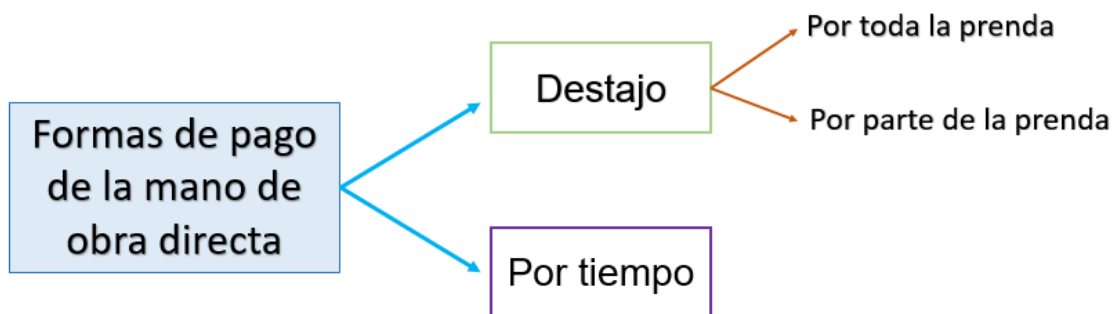 Formas de pago
de la mano de
obra directa
Destajo
Por toda la prenda
Por parte de la prenda
Por tiempo